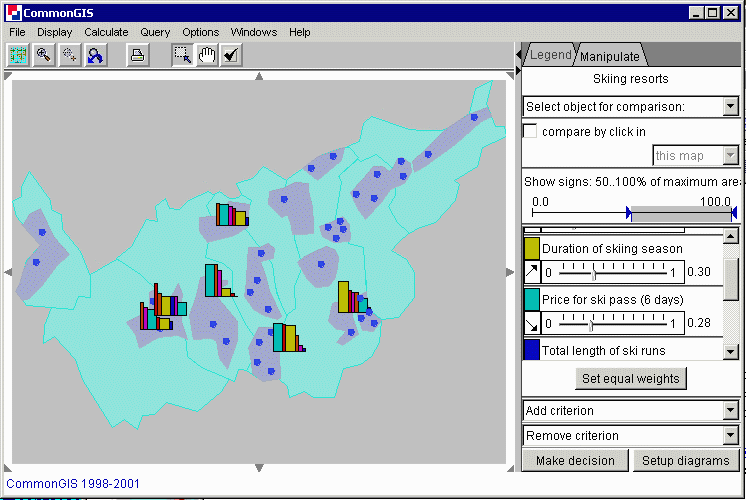 CommonGIS
File Display Calculate Query Options Windows Help
Legend Manipulate
Skiing resorts
Select object for comparison:
compare by click in
this map
Show signs: 50..100% of maximum are
0.0 100.0
Duration of skiing season
0 1 0.30
Price for ski pass (6 days)
0 1 0.28
Total length of ski runs
Set equal weights
Add criterion
Remove criterion
Make decision Setup diagrams
CommonGIS 1998-2001